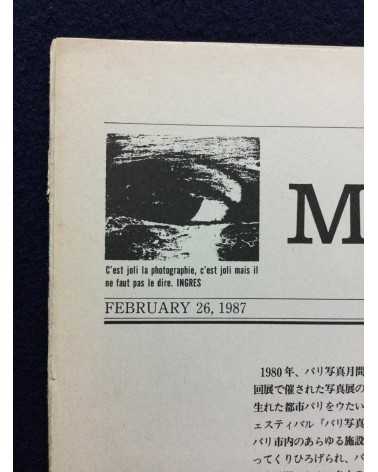 C'est joli la photographie, c'est joli mais il
ne faut pas le dire. INGRES
M
FEBRUARY 26, 1987
1980年、パリ写真月間
回展で催された写真展の
生れた都市パリをウたい
ェスティバル「パリ写真
パリ市内のあらゆる施設
ってくりひろげられ、パ